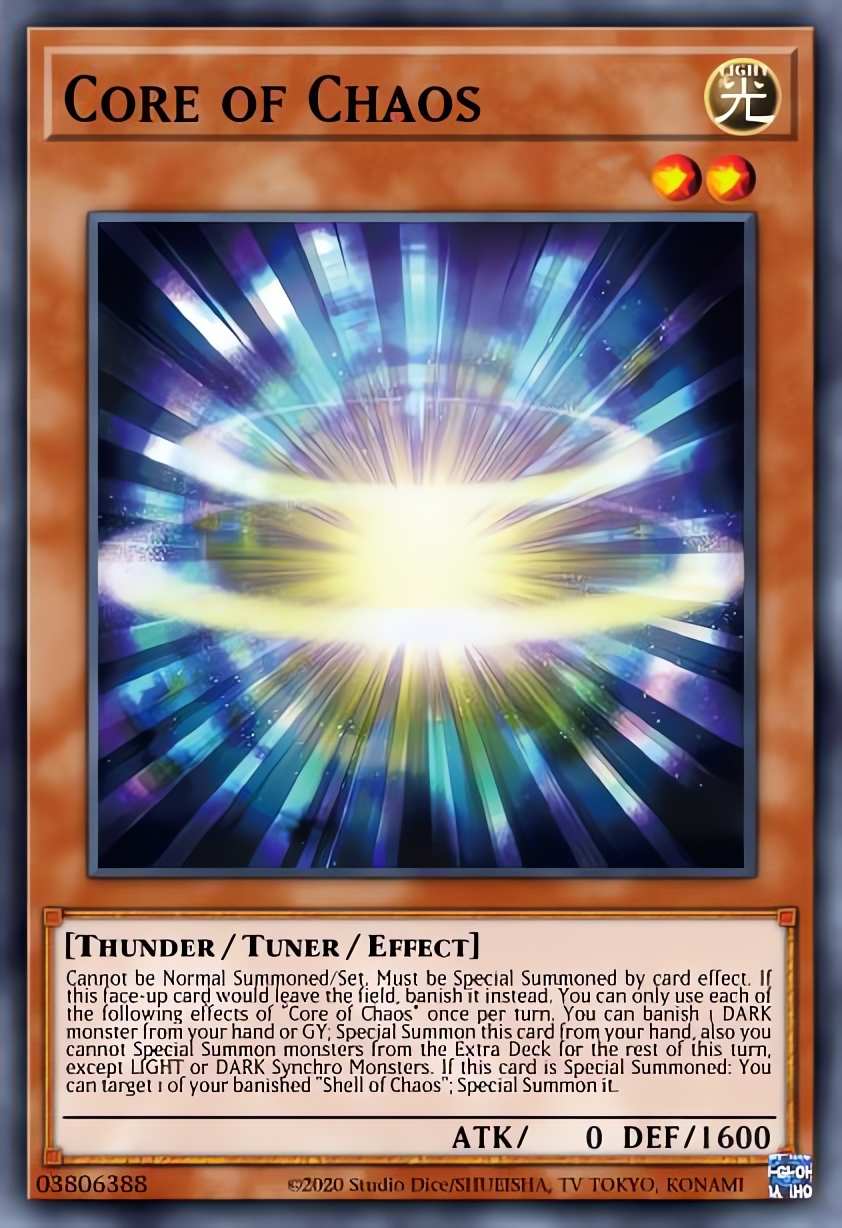 Core of Chaos
LIGHT
光
[Thunder / Tuner / Effect]
Cannot be Normal Summoned/Set. Must be Special Summoned by card effect. If
this face-up card would leave the field, banish it instead. You can only use each of
the following effects of "Core of Chaos" once per turn. You can banish 1 DARK
monster from your hand or GY; Special Summon this card from your hand, also you
cannot Special Summon monsters from the Extra Deck for the rest of this turn,
except LIGHT or DARK Synchro Monsters. If this card is Special Summoned: You
can target 1 of your banished "Shell of Chaos"; Special Summon it.
ATK/ 0 DEF/1600
03806388 ©2020 Studio Dice/SHUEISHA, TV TOKYO, KONAMI